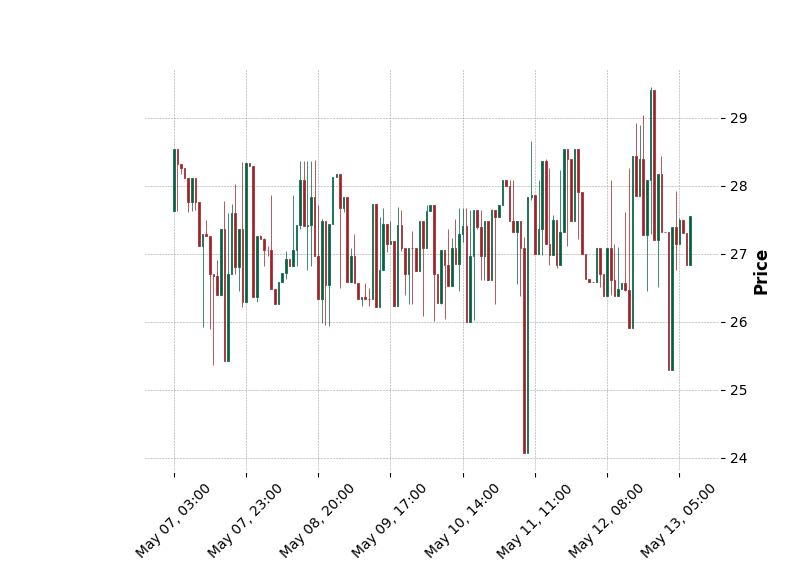 29
28
27
26
25
24
Price
May 07, 03:00
May 07, 23:00
May 08, 20:00
May 09, 17:00
May 10, 14:00
May 11, 11:00
May 12, 08:00
May 13, 05:00